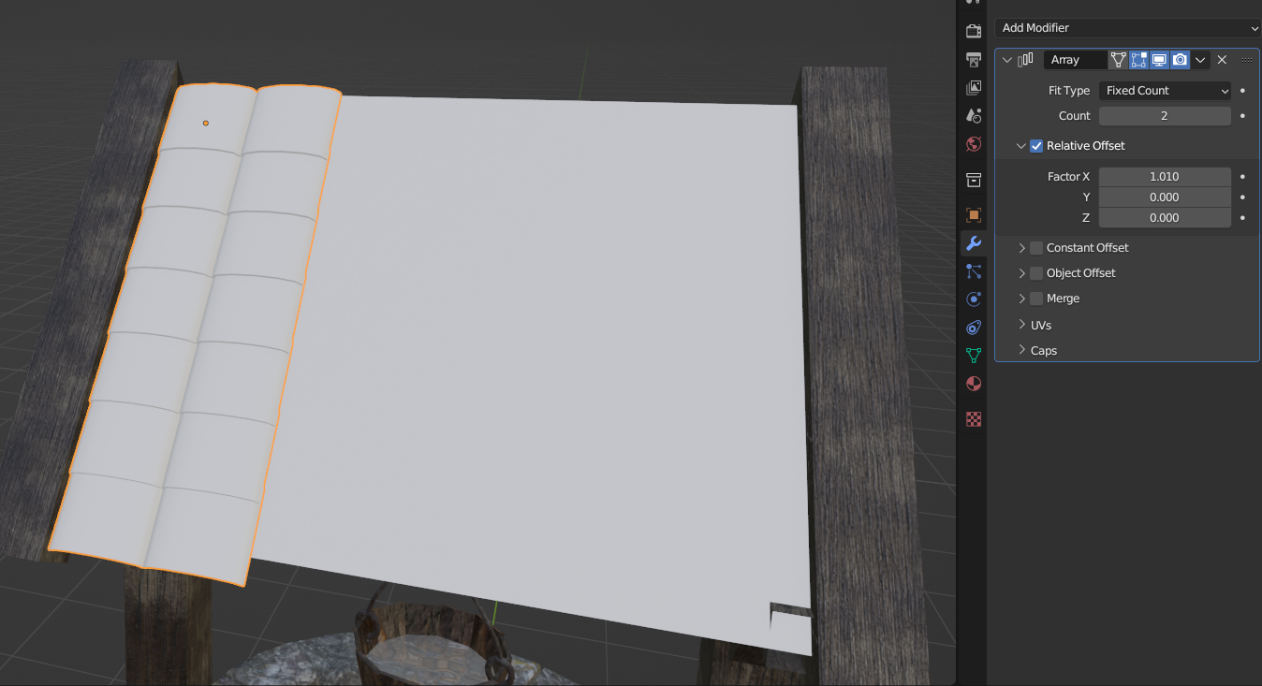 Add Modifier
Array
Fit Type Fixed Count
Count 2
Relative Offset
Factor X 1.010
Y 0.000
Z 0.000
Constant Offset
Object Offset
Merge
UVs
Caps